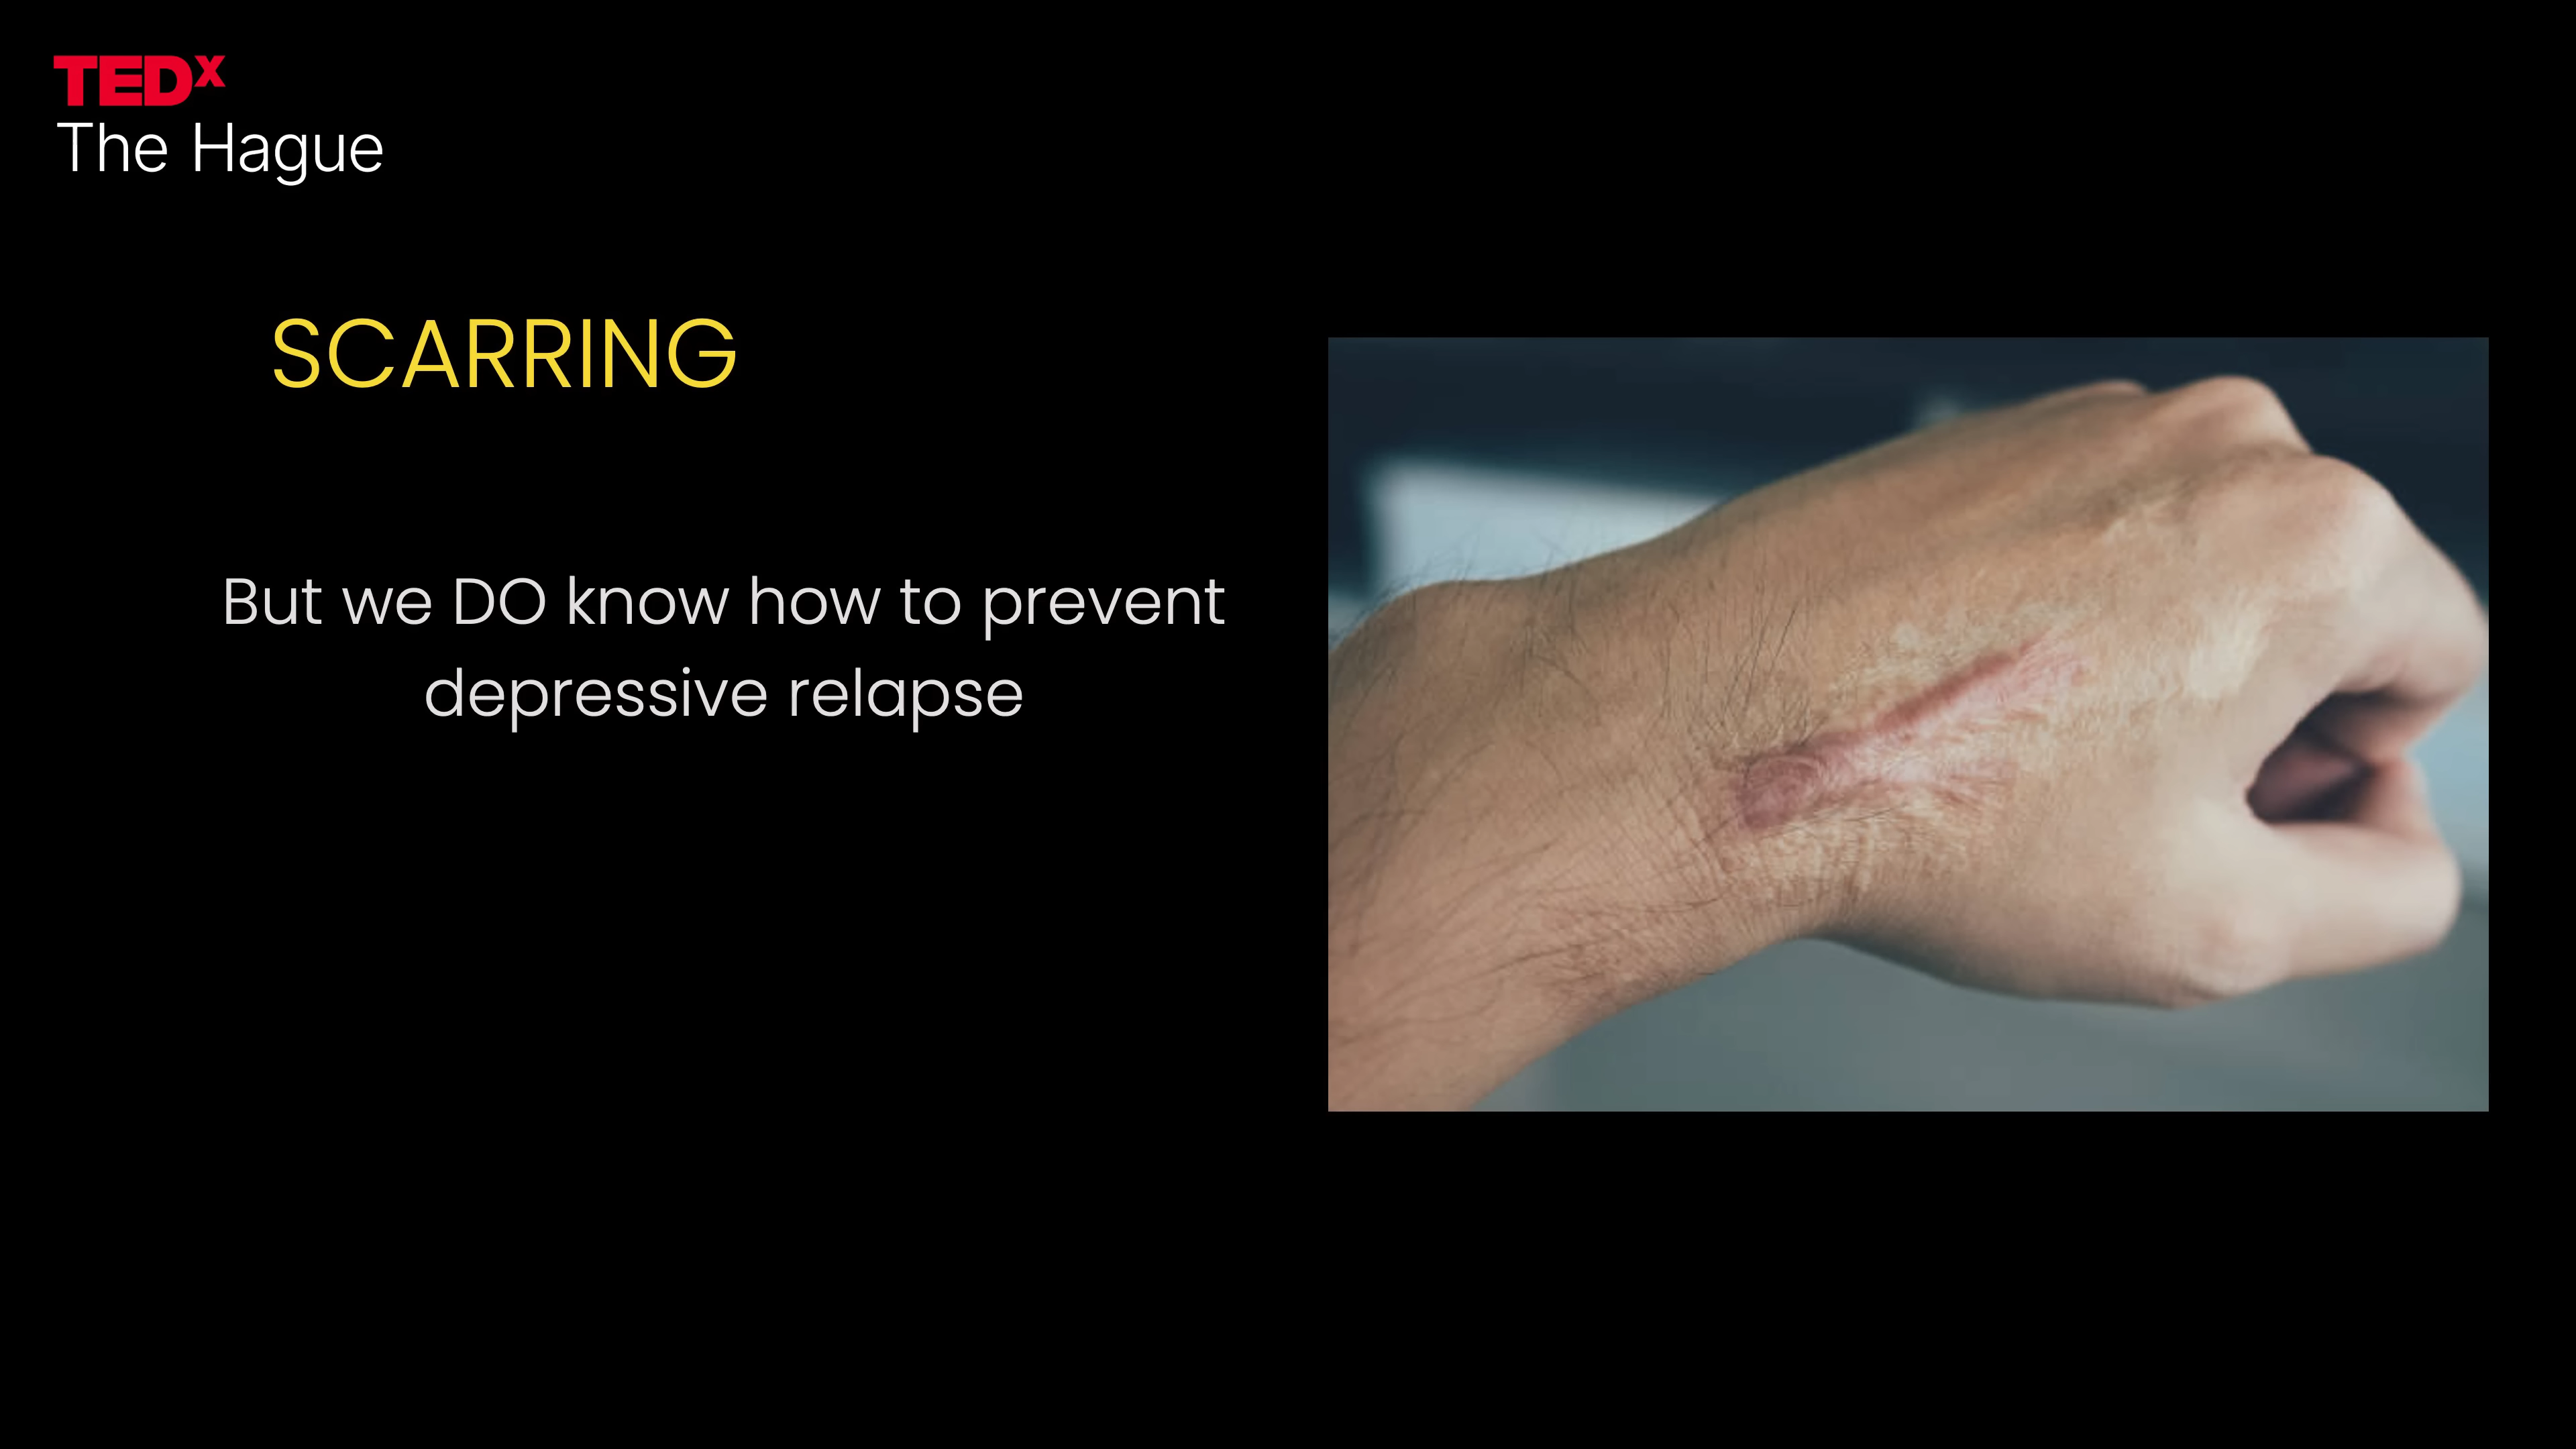 TEDx
The Hague
SCARRING
But we DO know how to prevent
depressive relapse